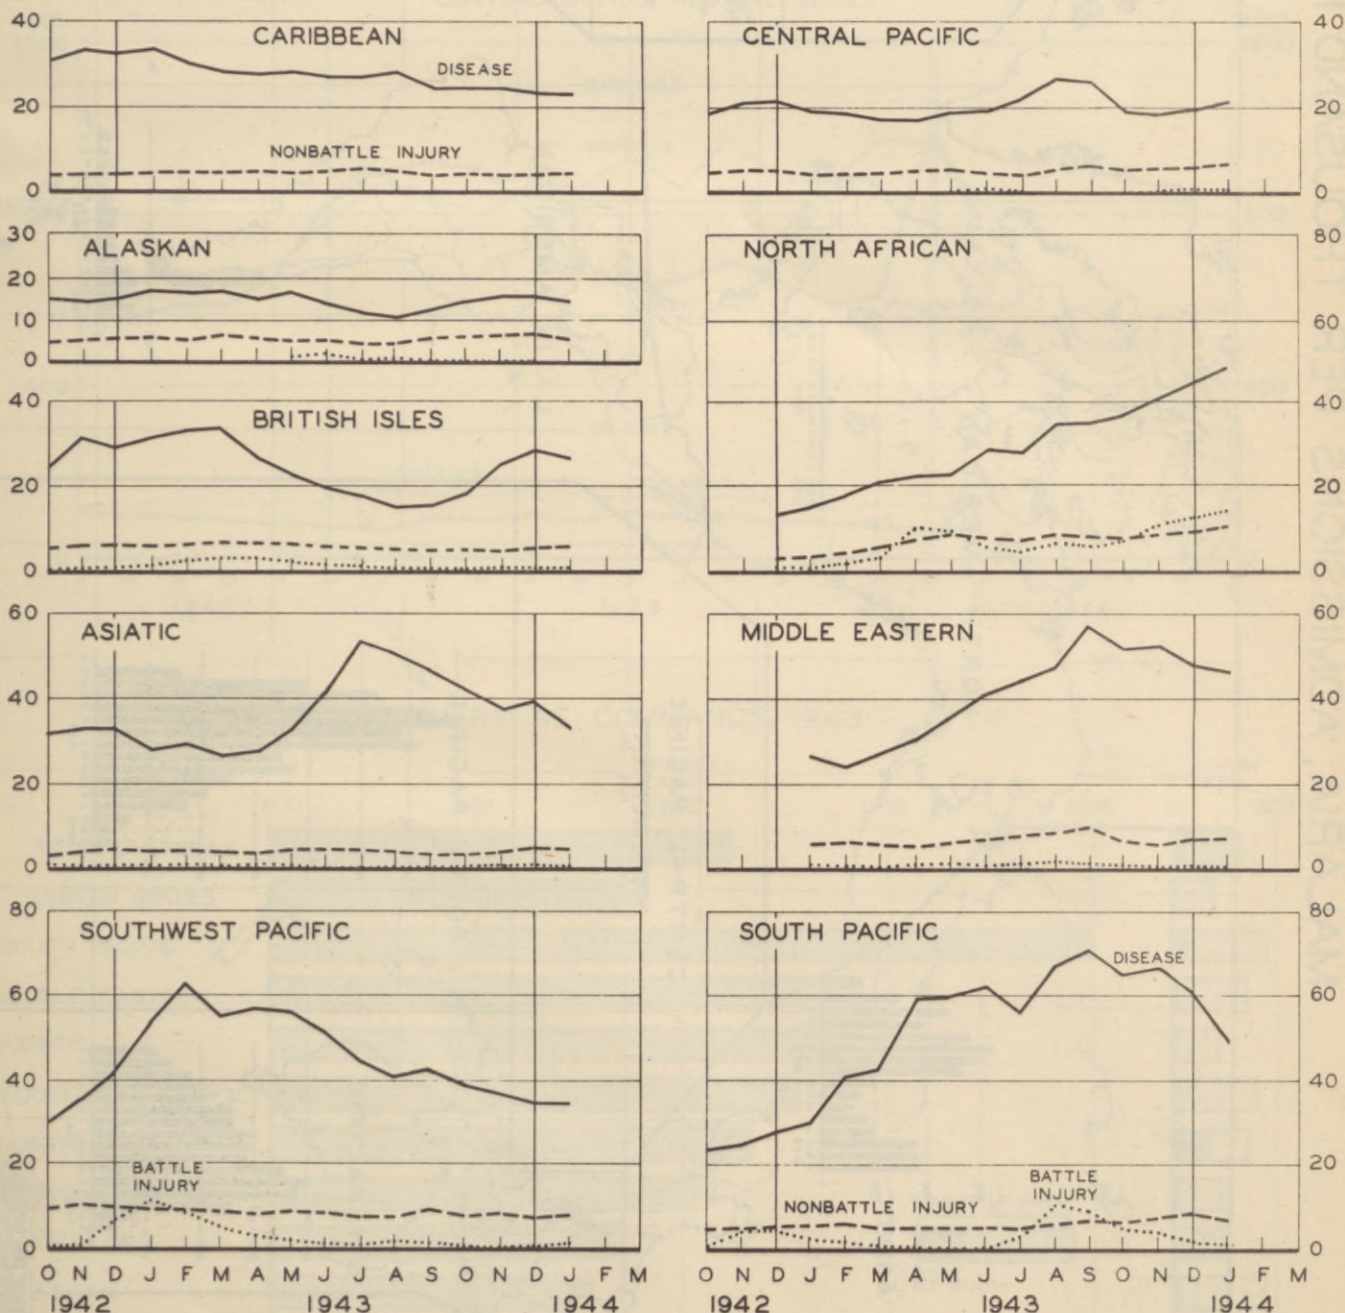 40 CARIBBEAN
DISEASE
20
NONBATTLE INJURY
0
CENTRAL PACIFIC 40
20
0
30 ALASKAN
20
10
0
NORTH AFRICAN 80
60
40
20
0
40 BRITISH ISLES
20
0
60 ASIATIC
40
20
0
MIDDLE EASTERN 60
40
20
0
80 SOUTHWEST PACIFIC
60
40
20
BATTLE
INJURY
0
O N D J F M A M J J A S O N D J F M
1942 1943 1944
SOUTH PACIFIC 80
DISEASE
60
40
20
BATTLE
INJURY
NONBATTLE INJURY
0
O N D J F M A M J J A S O N D J F M
1942 1943 1944